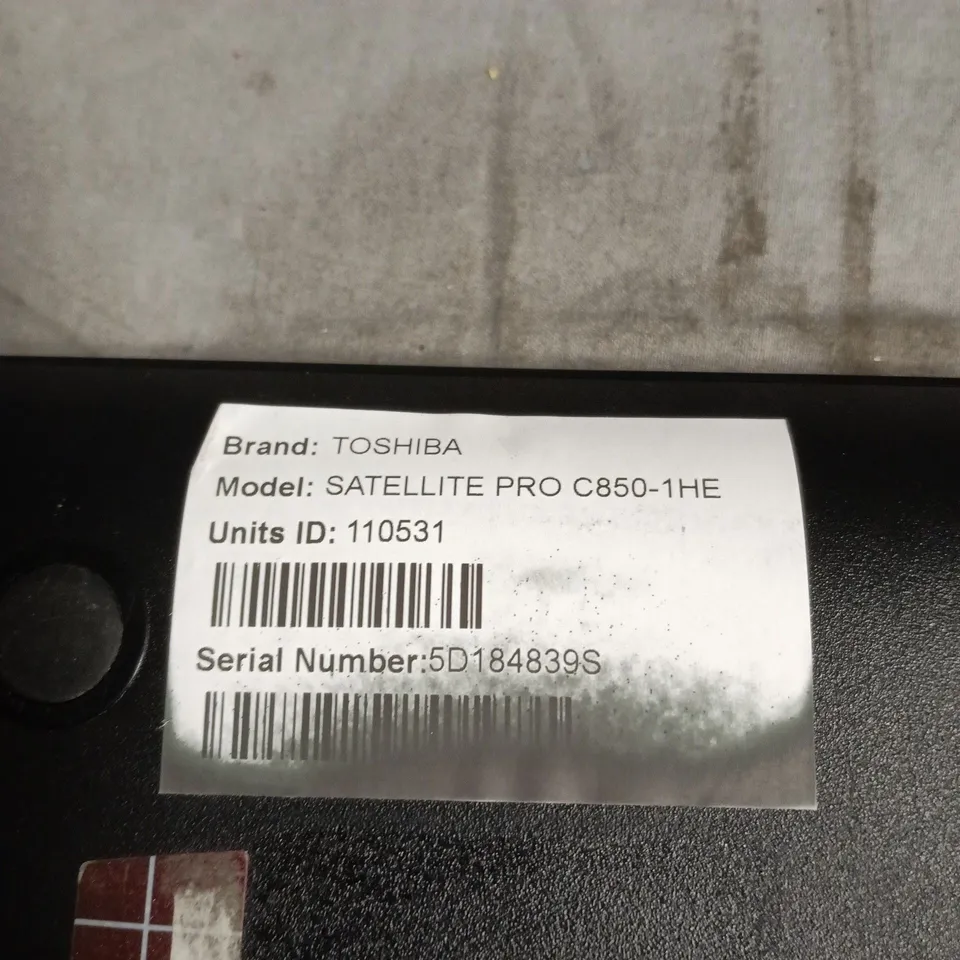 Brand: TOSHIBA
Model: SATELLITE PRO C850-1HE
Units ID: 110531
Serial Number:5D184839S